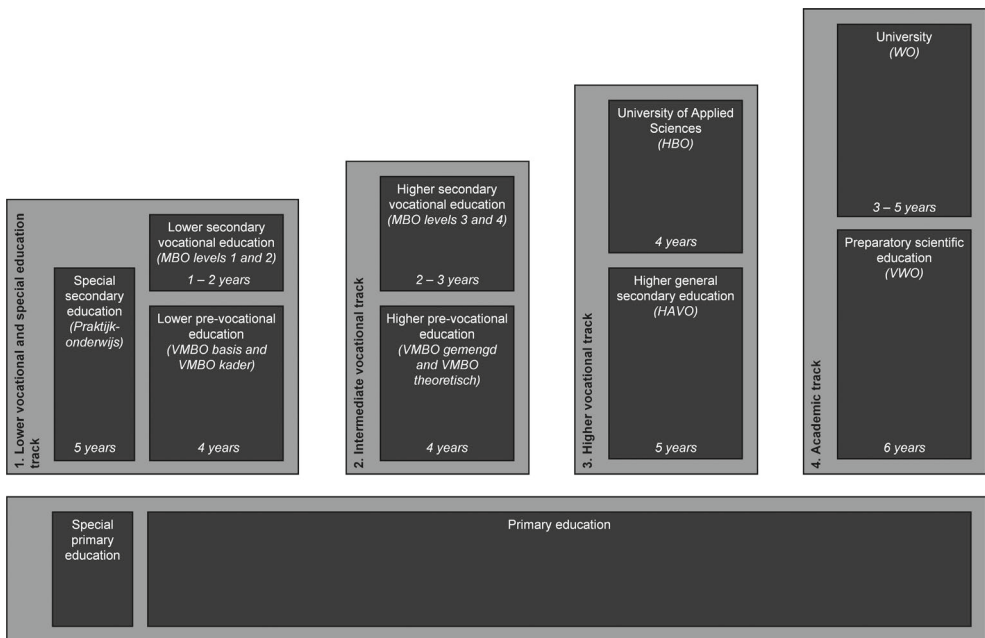 1. Lower vocational and special education
track
Special
secondary
education
(Praktijk-
onderwijs)
5 years
Lower secondary
vocational education
(MBO levels 1 and 2)
1 – 2 years
Lower pre-vocational
education
(VMBO basis and
VMBO kader)
4 years
2. Intermediate vocational track
Higher secondary
vocational education
(MBO levels 3 and 4)
2 – 3 years
Higher pre-vocational
education
(VMBO gemengd
and VMBO
theoretisch)
4 years
3. Higher vocational track
University of Applied
Sciences
(HBO)
4 years
Higher general
secondary education
(HAVO)
5 years
4. Academic track
University
(WO)
3 – 5 years
Preparatory scientific
education
(VWO)
6 years
Special
primary
education
Primary education